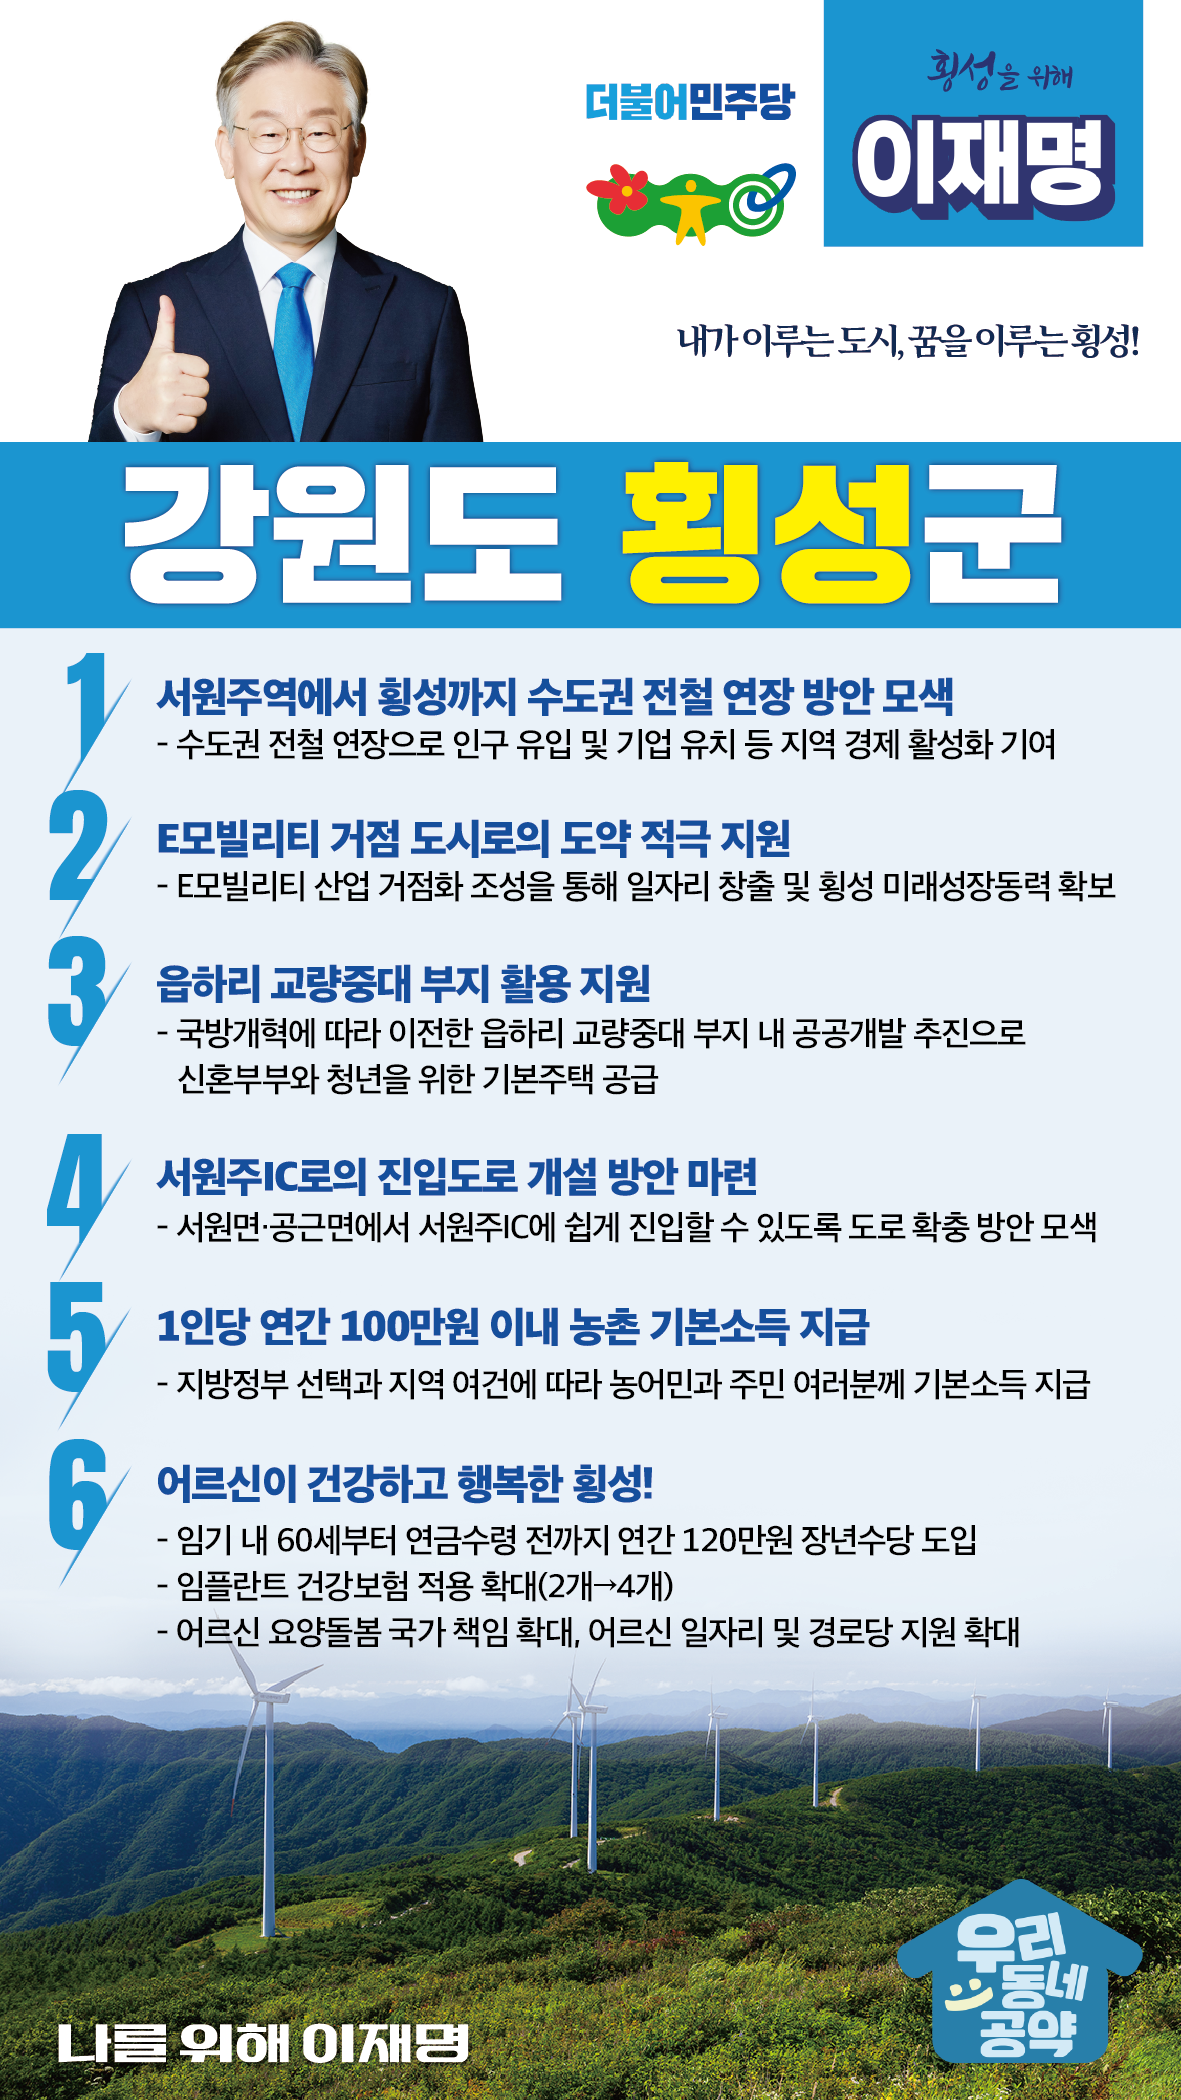 더불어민주당
횡성을 위해
이재명
내가 이루는 도시, 꿈을 이루는 횡성!
강원도 횡성군
1
서원주역에서 횡성까지 수도권 전철 연장 방안 모색
- 수도권 전철 연장으로 인구 유입 및 기업 유치 등 지역 경제 활성화 기여
2
E모빌리티 거점 도시로의 도약 적극 지원
- E모빌리티 산업 거점화 조성을 통해 일자리 창출 및 횡성 미래성장동력 확보
3
읍하리 교량중대 부지 활용 지원
- 국방개혁에 따라 이전한 읍하리 교량중대 부지 내 공공개발 추진으로
신혼부부와 청년을 위한 기본주택 공급
4
서원주IC로의 진입도로 개설 방안 마련
- 서원면·공근면에서 서원주IC에 쉽게 진입할 수 있도록 도로 확충 방안 모색
5
1인당 연간 100만원 이내 농촌 기본소득 지급
- 지방정부 선택과 지역 여건에 따라 농어민과 주민 여러분께 기본소득 지급
6
어르신이 건강하고 행복한 횡성!
- 임기 내 60세부터 연금수령 전까지 연간 120만원 장년수당 도입
- 임플란트 건강보험 적용 확대(2개→4개)
- 어르신 요양돌봄 국가 책임 확대, 어르신 일자리 및 경로당 지원 확대
우리
동네
공약
나를 위해 이재명